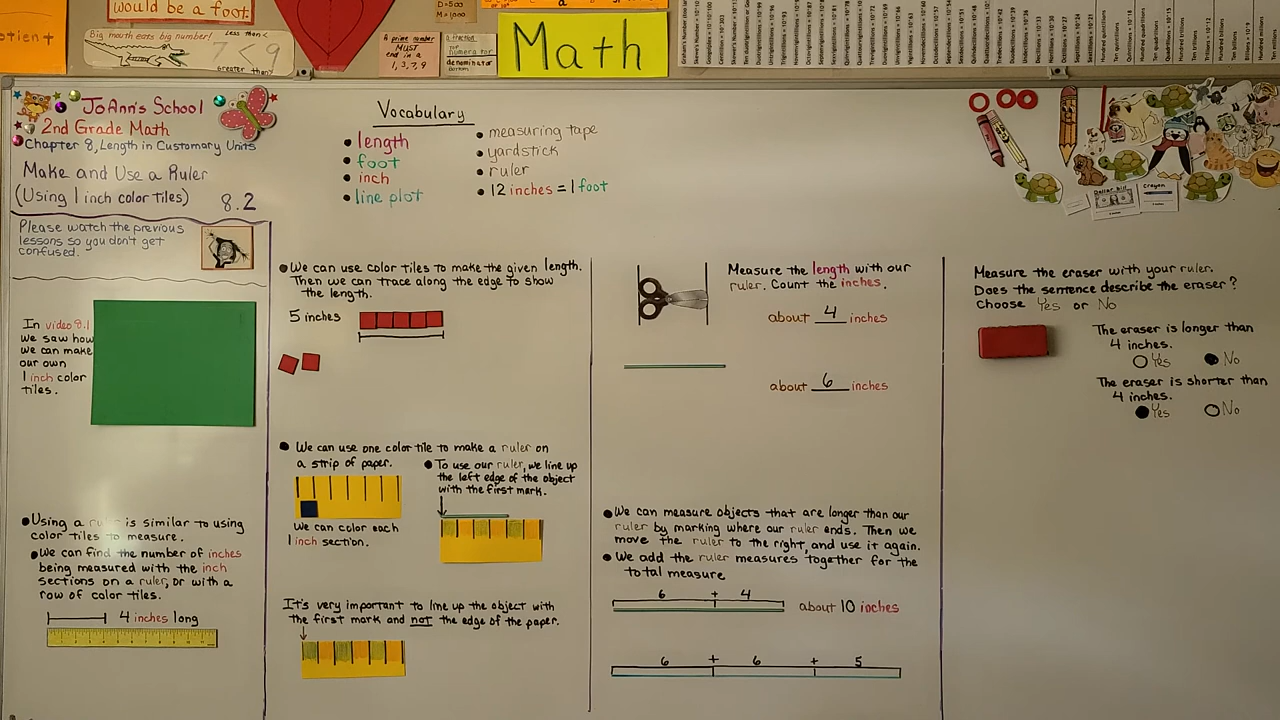 otient
would be a foot.
D=500
M=1,000
Big mouth eats big number!
Less than
7 < 9
greater than
A prime number
MUST
end in a
1, 3, 7, 9
numerator
denominator
bottom
Math
JoAnn's School
2nd Grade Math
Chapter 8, Length in Customary Units
Make and Use a Ruler
(Using 1 inch color tiles) 8.2
Please watch the previous
lessons so you don't get
confused.
In video 8.1
we saw how
we can make
our own
1 inch color
tiles.
Using a ruler is similar to using
color tiles to measure.
We can find the number of inches
being measured with the inch
sections on a ruler, or with a
row of color tiles.
4 inches long
Vocabulary
length
foot
inch
line plot
measuring tape
yardstick
ruler
12 inches = 1 foot
We can use color tiles to make the given length.
Then we can trace along the edge to show
the length.
5 inches
We can use one color tile to make a ruler on
a strip of paper.
We can color each
1 inch section.
To use our ruler, we line up
the left edge of the object
with the first mark.
It's very important to line up the object with
the first mark and not the edge of the paper.
Measure the length with our
ruler. Count the inches.
about 4 inches
about 6 inches
We can measure objects that are longer than our
ruler by marking where our ruler ends. Then we
move the ruler to the right, and use it again.
We add the ruler measures together for the
total measure
6 + 4
about 10 inches
6 + 6 + 5
Dollar bill
Crayon
Measure the eraser with your ruler.
Does the sentence describe the eraser?
Choose Yes or No
The eraser is longer than
4 inches.
Yes No
The eraser is shorter than
4 inches.
Yes No